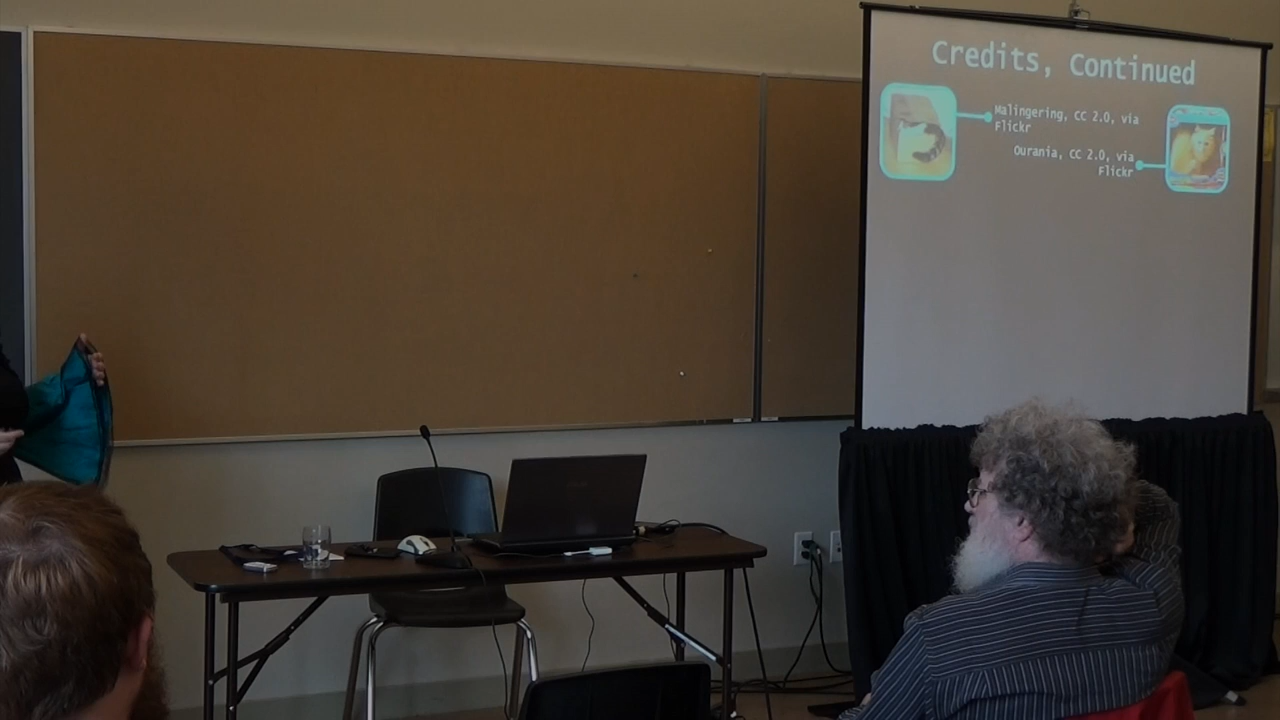 Credits, Continued
Malingering, CC 2.0, via
Flickr
Ourania, CC 2.0, via
Flickr